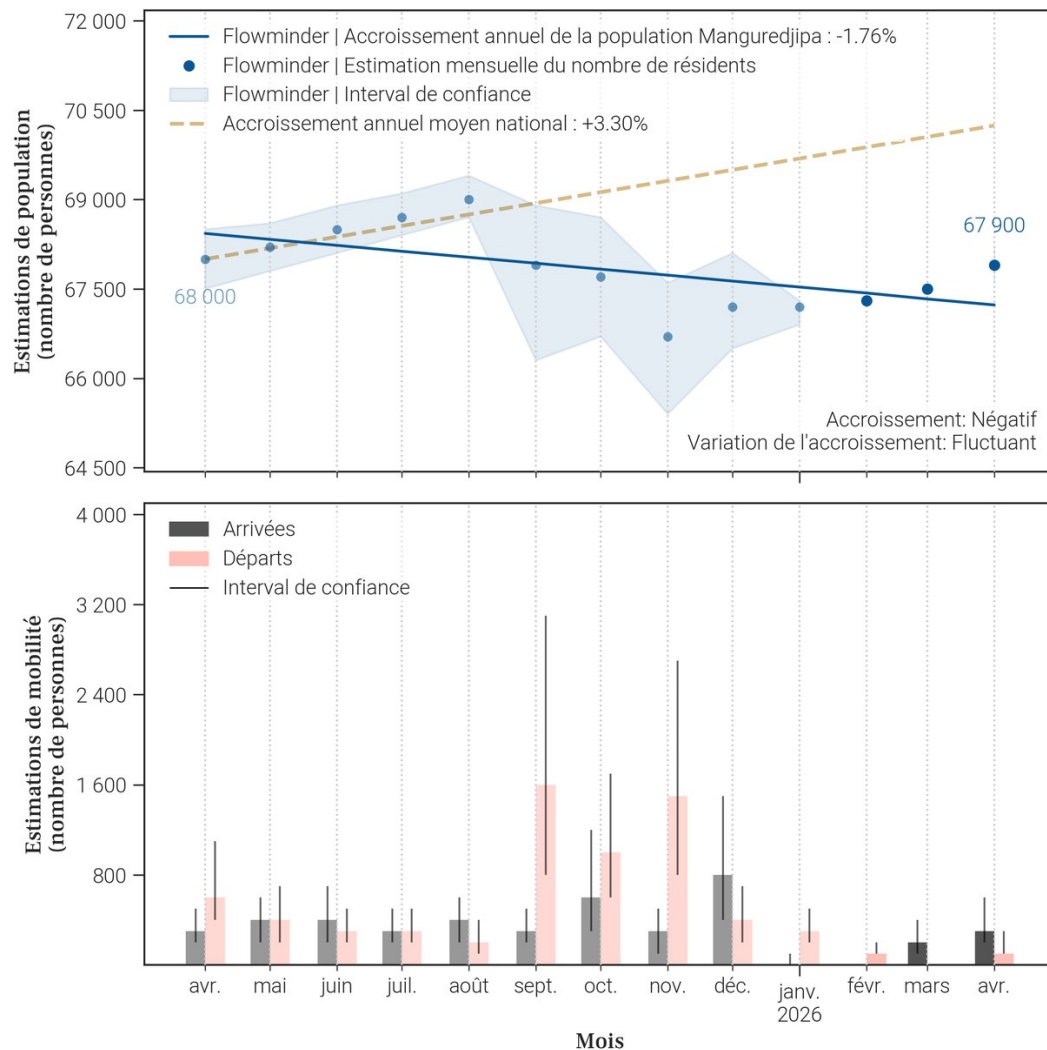 72 000
70 500
69 000
67 500
66 000
64 500
Estimations de population
(nombre de personnes)
Flowminder | Accroissement annuel de la population Manguredjipa : -1.76%
Flowminder | Estimation mensuelle du nombre de résidents
Flowminder | Interval de confiance
Accroissement annuel moyen national : +3.30%
68 000
67 900
Accroissement: Négatif
Variation de l'accroissement: Fluctuant
4 000
3 200
2 400
1 600
800
Estimations de mobilité
(nombre de personnes)
Arrivées
Départs
Interval de confiance
avr.
mai
juin
juil.
août
sept.
oct.
nov.
déc.
janv.
2026
févr.
mars
avr.
Mois